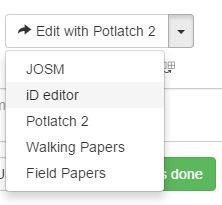 Edit with Potlatch 2
JOSM
iD editor
Potlatch 2
Walking Papers
Field Papers
done